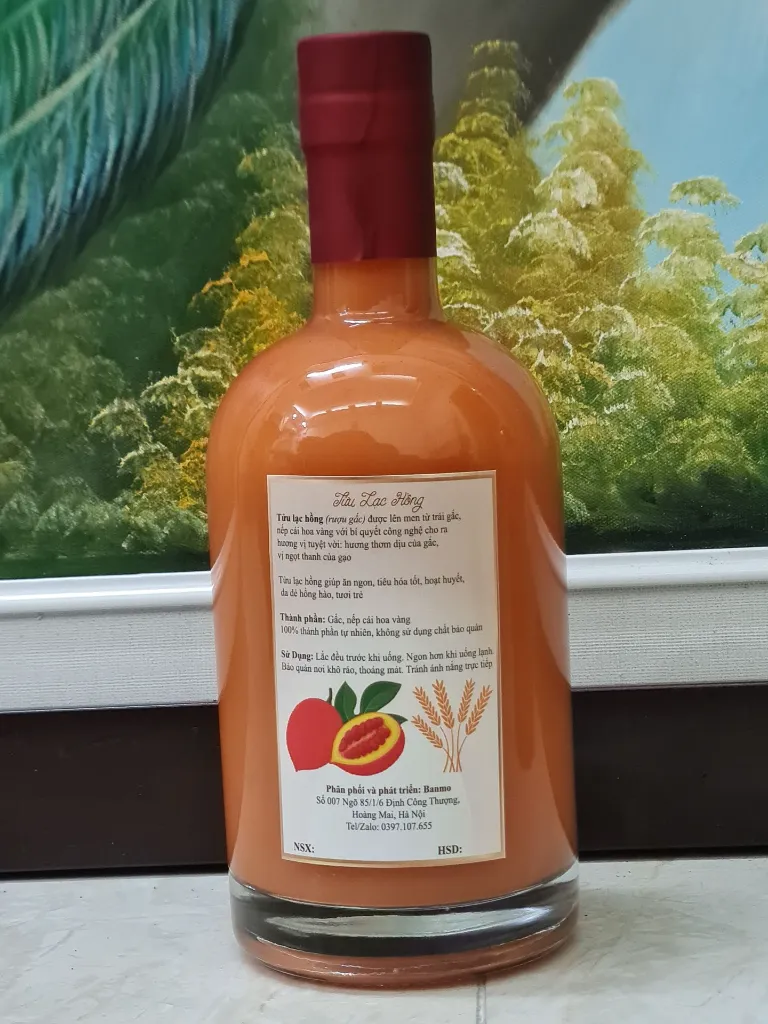 Tửu Lạc Hồng
Tửu lạc hồng (rượu gấc) được lên men từ trái gấc,
nếp cái hoa vàng với bí quyết công nghệ cho ra
hương vị tuyệt vời: hương thơm dịu của gấc,
vị ngọt thanh của gạo
Tửu lạc hồng giúp ăn ngon, tiêu hóa tốt, hoạt huyết,
da dẻ hồng hào, tươi trẻ
Thành phần: Gấc, nếp cái hoa vàng
100% thành phần tự nhiên, không sử dụng chất bảo quản
Sử Dụng: Lắc đều trước khi uống. Ngon hơn khi uống lạnh.
Bảo quản nơi khô ráo, thoáng mát. Tránh ánh nắng trực tiếp
Phân phối và phát triển: Banmo
Số 007 Ngõ 85/1/6 Định Công Thượng,
Hoàng Mai, Hà Nội
Tel/Zalo: 0397.107.655
NSX: HSD: